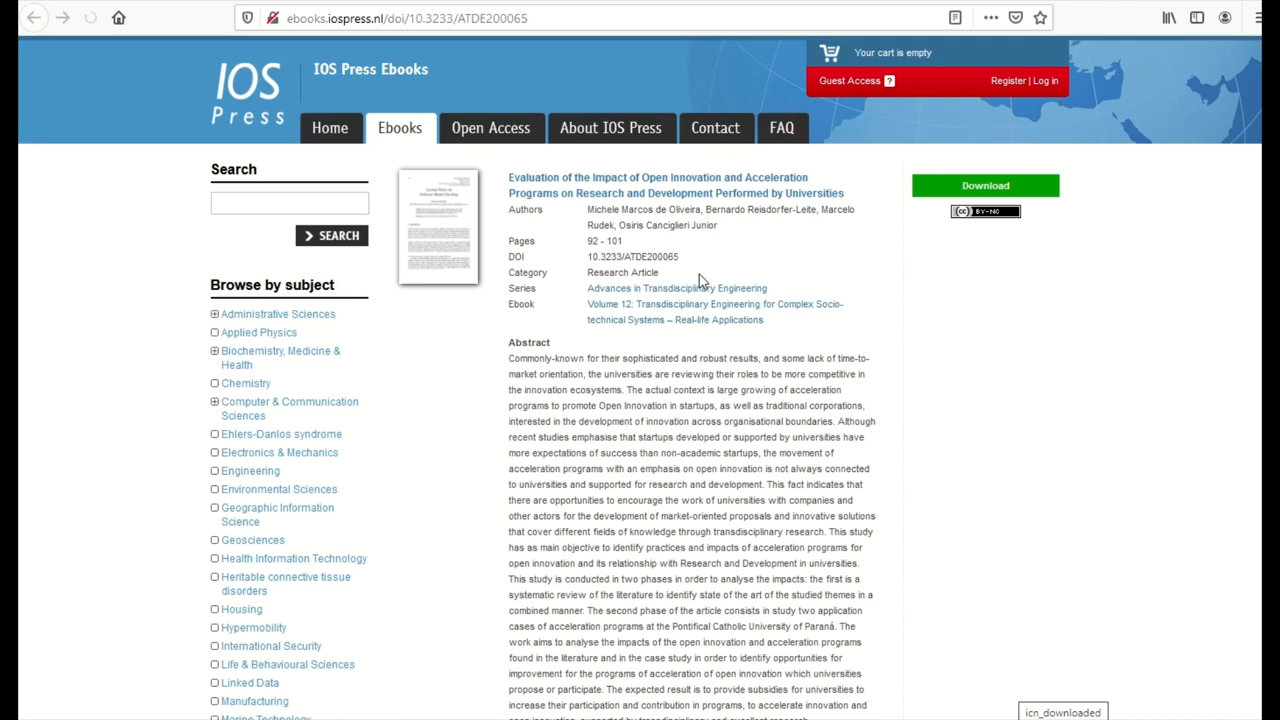 ebooks.iospress.nl/doi/10.3233/ATDE200065
IOS
Press
IOS Press Ebooks
Your cart is empty
Guest Access ?
Register | Log in
Home
Ebooks
Open Access
About IOS Press
Contact
FAQ
Search
> SEARCH
Browse by subject
Administrative Sciences
Applied Physics
Biochemistry, Medicine &
Health
Chemistry
Computer & Communication
Sciences
Ehlers-Danlos syndrome
Electronics & Mechanics
Engineering
Environmental Sciences
Geographic Information
Science
Geosciences
Health Information Technology
Heritable connective tissue
disorders
Housing
Hypermobility
International Security
Life & Behavioural Sciences
Linked Data
Manufacturing
Marine Technology
Evaluation of the Impact of Open Innovation and Acceleration
Programs on Research and Development Performed by Universities
Authors Michele Marcos de Oliveira, Bernardo Reisdorfer-Leite, Marcelo
Rudek, Osiris Canciglieri Junior
Pages 92 - 101
DOI 10.3233/ATDE200065
Category Research Article
Series Advances in Transdisciplinary Engineering
Ebook Volume 12: Transdisciplinary Engineering for Complex Socio-
technical Systems – Real-life Applications
Abstract
Commonly-known for their sophisticated and robust results, and some lack of time-to-
market orientation, the universities are reviewing their roles to be more competitive in
the innovation ecosystems. The actual context is large growing of acceleration
programs to promote Open Innovation in startups, as well as traditional corporations,
interested in the development of innovation across organisational boundaries. Although
recent studies emphasise that startups developed or supported by universities have
more expectations of success than non-academic startups, the movement of
acceleration programs with an emphasis on open innovation is not always connected
to universities and supported for research and development. This fact indicates that
there are opportunities to encourage the work of universities with companies and
other actors for the development of market-oriented proposals and innovative solutions
that cover different fields of knowledge through transdisciplinary research. This study
has as main objective to identify practices and impacts of acceleration programs for
open innovation and its relationship with Research and Development in universities.
This study is conducted in two phases in order to analyse the impacts: the first is a
systematic review of the literature to identify state of the art of the studied themes in a
combined manner. The second phase of the article consists in study two application
cases of acceleration programs at the Pontifical Catholic University of Paraná. The
work aims to analyse the impacts of the open innovation and acceleration programs
found in the literature and in the case study in order to identify opportunities for
improvement for the programs of acceleration of open innovation which universities
propose or participate. The expected result is to provide subsidies for universities to
increase their participation and contribution in programs, to accelerate innovation and
Download
(cc) BY-NC
icn_downloaded